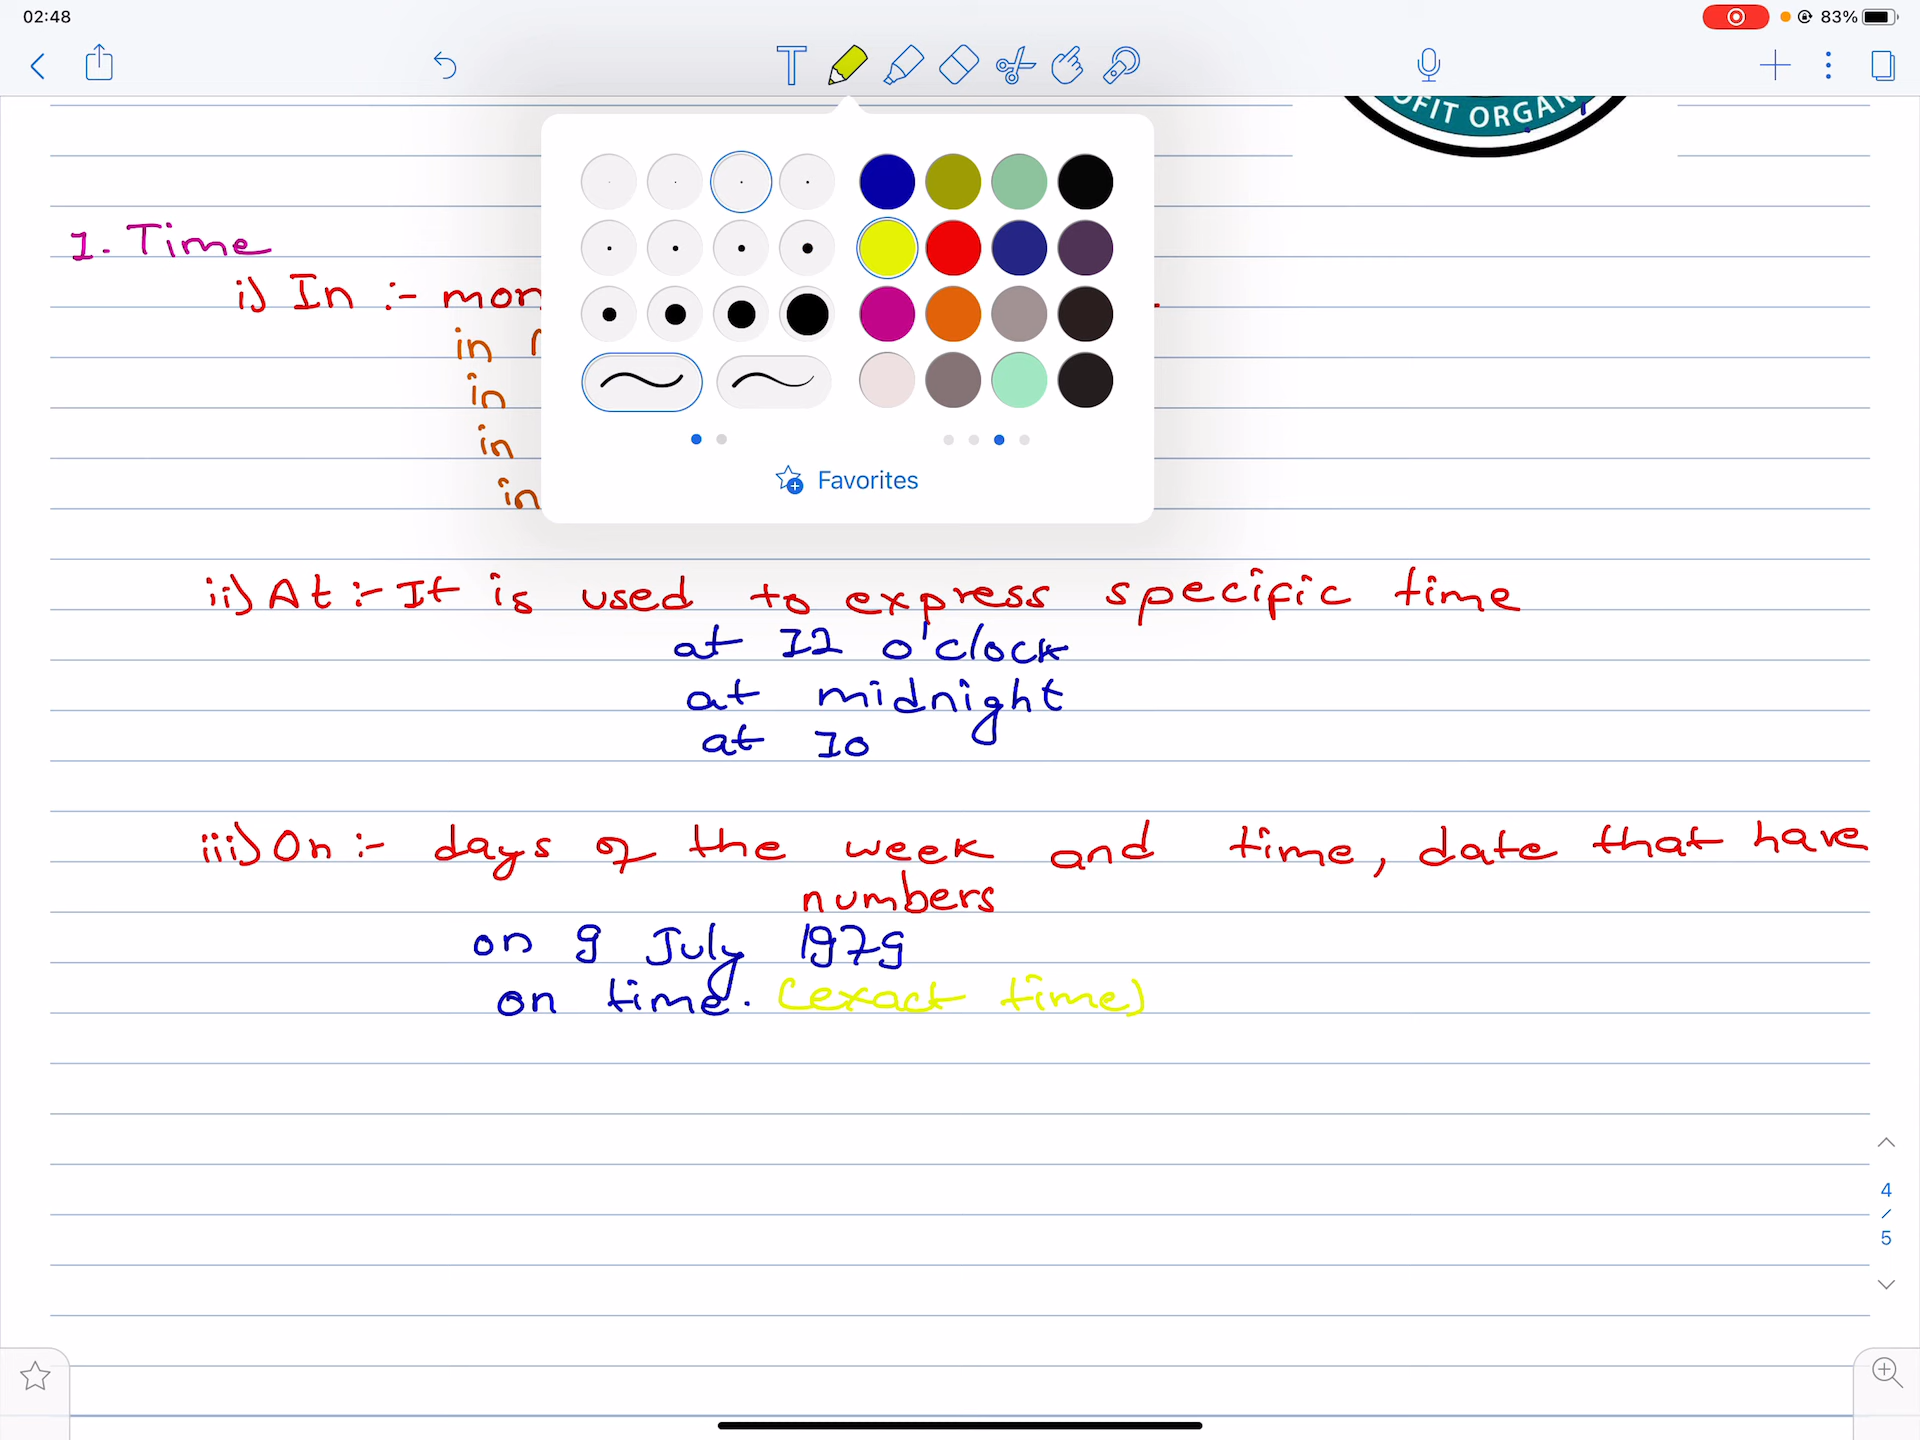 02:48
83%
OFIT ORGAN
Favorites
1. Time
i) In :-
in
in
in
in
ii) At :- It is used to express specific time
at 12 o'clock
at midnight
at 10
iii) On :- days of the week and time, date that have
numbers
on 9 July 1979
on time. (exact time)
4
/
5